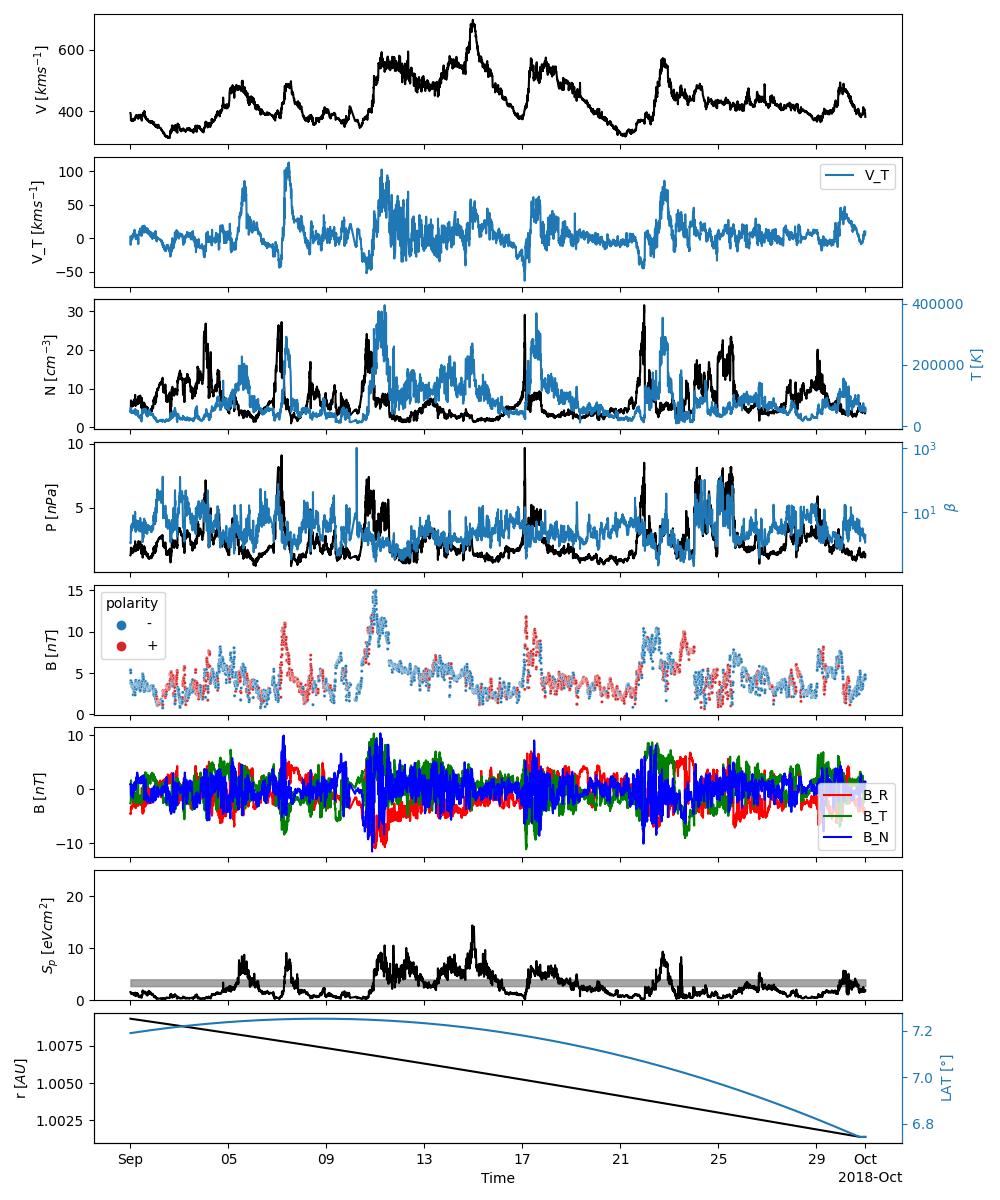 V [kms⁻¹]
600
400
V_T [kms⁻¹]
100
50
0
−50
V_T
N [cm⁻³]
30
20
10
0
400000
200000
0
T [K]
P [nPa]
10
5
10³
10¹
β
B [nT]
15
10
5
0
polarity
-
+
B [nT]
10
0
−10
B_R
B_T
B_N
Sₚ [eVcm²]
20
10
0
r [AU]
1.0075
1.0050
1.0025
7.2
7.0
6.8
LAT [°]
Sep 05 09 13 17 21 25 29 Oct
Time
2018-Oct